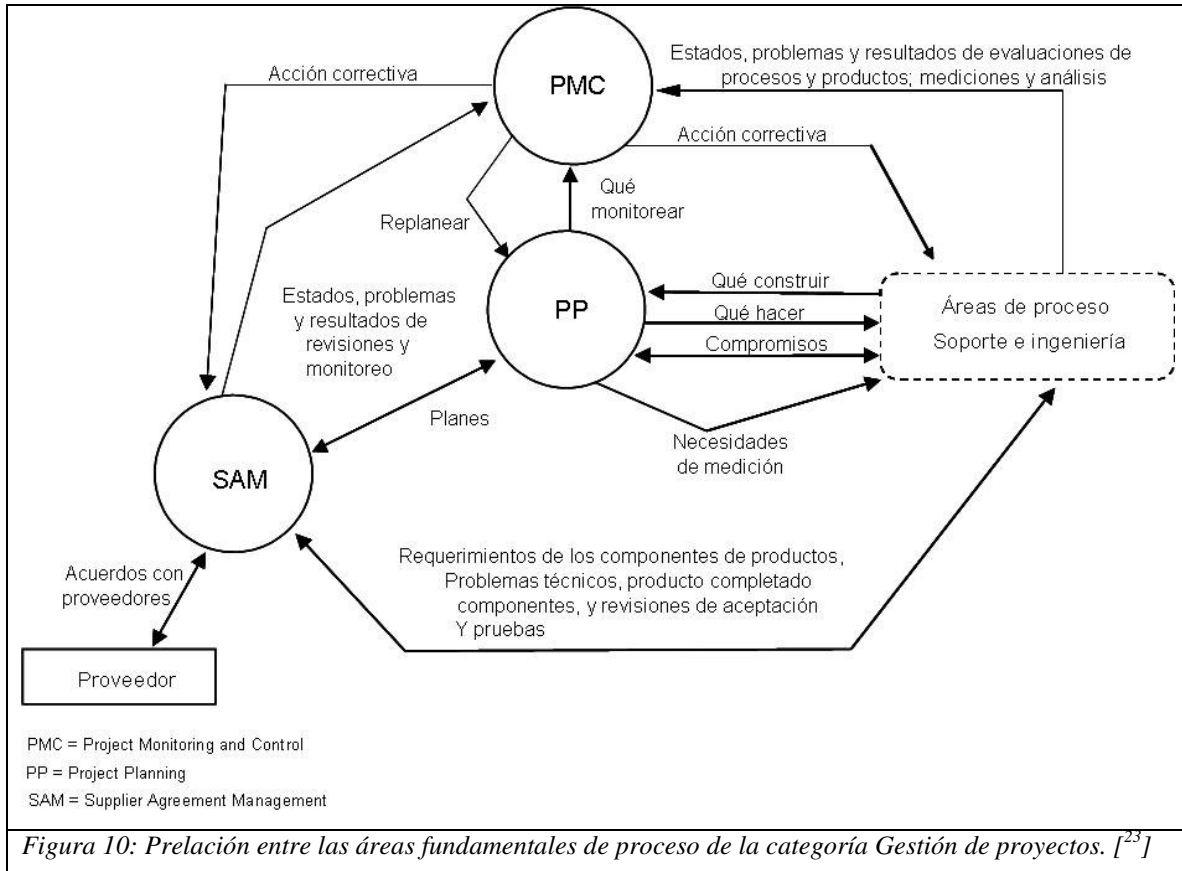 Estados, problemas y resultados de evaluaciones de
procesos y productos; mediciones y análisis
Acción correctiva
PMC
Acción correctiva
Qué
monitorear
Replanear
Qué construir
Estados, problemas
y resultados de
revisiones y
monitoreo
PP
Qué hacer
Compromisos
Áreas de proceso
Soporte e ingeniería
Planes
Necesidades
de medición
SAM
Requerimientos de los componentes de productos,
Problemas técnicos, producto completado
componentes, y revisiones de aceptación
Y pruebas
Acuerdos con
proveedores
Proveedor
PMC = Project Monitoring and Control
PP = Project Planning
SAM = Supplier Agreement Management
Figura 10: Prelación entre las áreas fundamentales de proceso de la categoría Gestión de proyectos. [23]